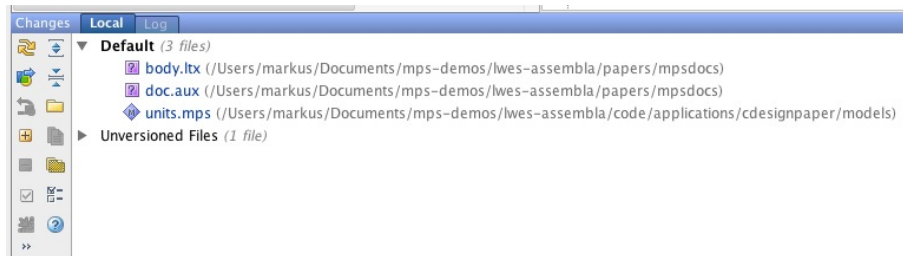 Changes Local Log
Default (3 files)
body.ltx (/Users/markus/Documents/mps-demos/lwes-assembla/papers/mpsdocs)
doc.aux (/Users/markus/Documents/mps-demos/lwes-assembla/papers/mpsdocs)
units.mps (/Users/markus/Documents/mps-demos/lwes-assembla/code/applications/cdesignpaper/models)
Unversioned Files (1 file)